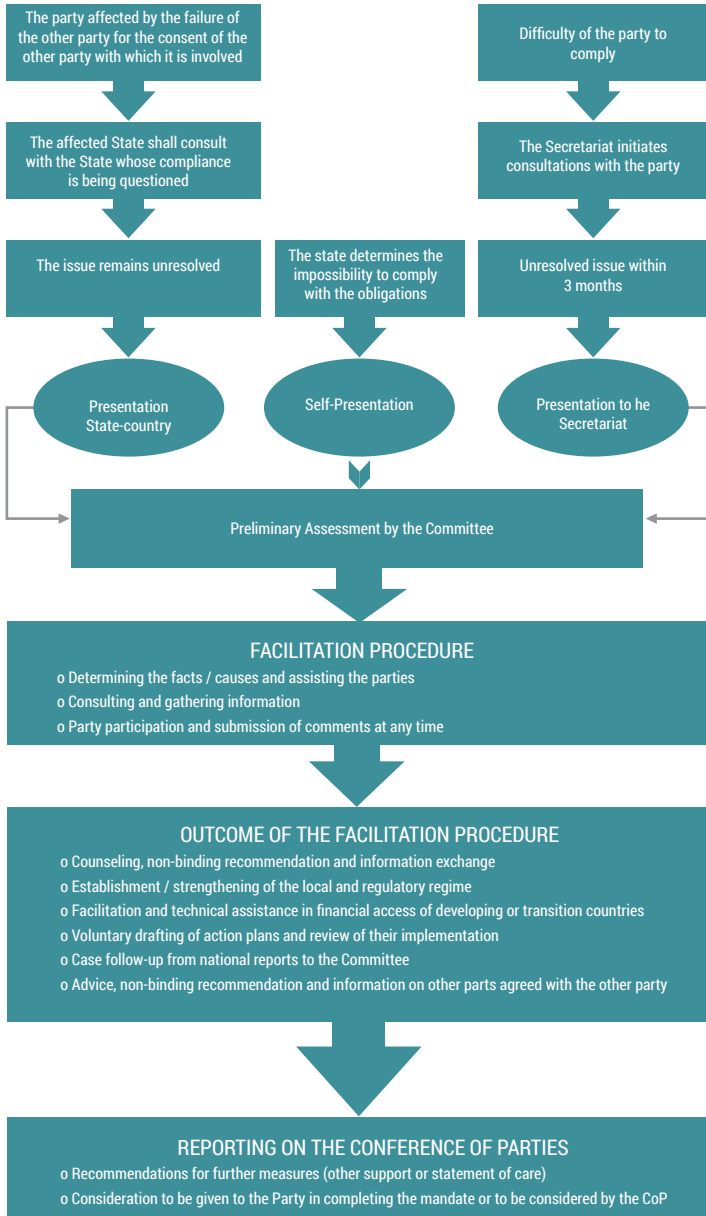 The party affected by the failure of
the other party for the consent of the
other party with which it is involved
The affected State shall consult
with the State whose compliance
is being questioned
The issue remains unresolved
Presentation
State-country
The state determines the
impossibility to comply
with the obligations
Self-Presentation
Difficulty of the party to
comply
The Secretariat initiates
consultations with the party
Unresolved issue within
3 months
Presentation to he
Secretariat
Preliminary Assessment by the Committee
FACILITATION PROCEDURE
o Determining the facts / causes and assisting the parties
o Consulting and gathering information
o Party participation and submission of comments at any time
OUTCOME OF THE FACILITATION PROCEDURE
o Counseling, non-binding recommendation and information exchange
o Establishment / strengthening of the local and regulatory regime
o Facilitation and technical assistance in financial access of developing or transition countries
o Voluntary drafting of action plans and review of their implementation
o Case follow-up from national reports to the Committee
o Advice, non-binding recommendation and information on other parts agreed with the other party
REPORTING ON THE CONFERENCE OF PARTIES
o Recommendations for further measures (other support or statement of care)
o Consideration to be given to the Party in completing the mandate or to be considered by the CoP